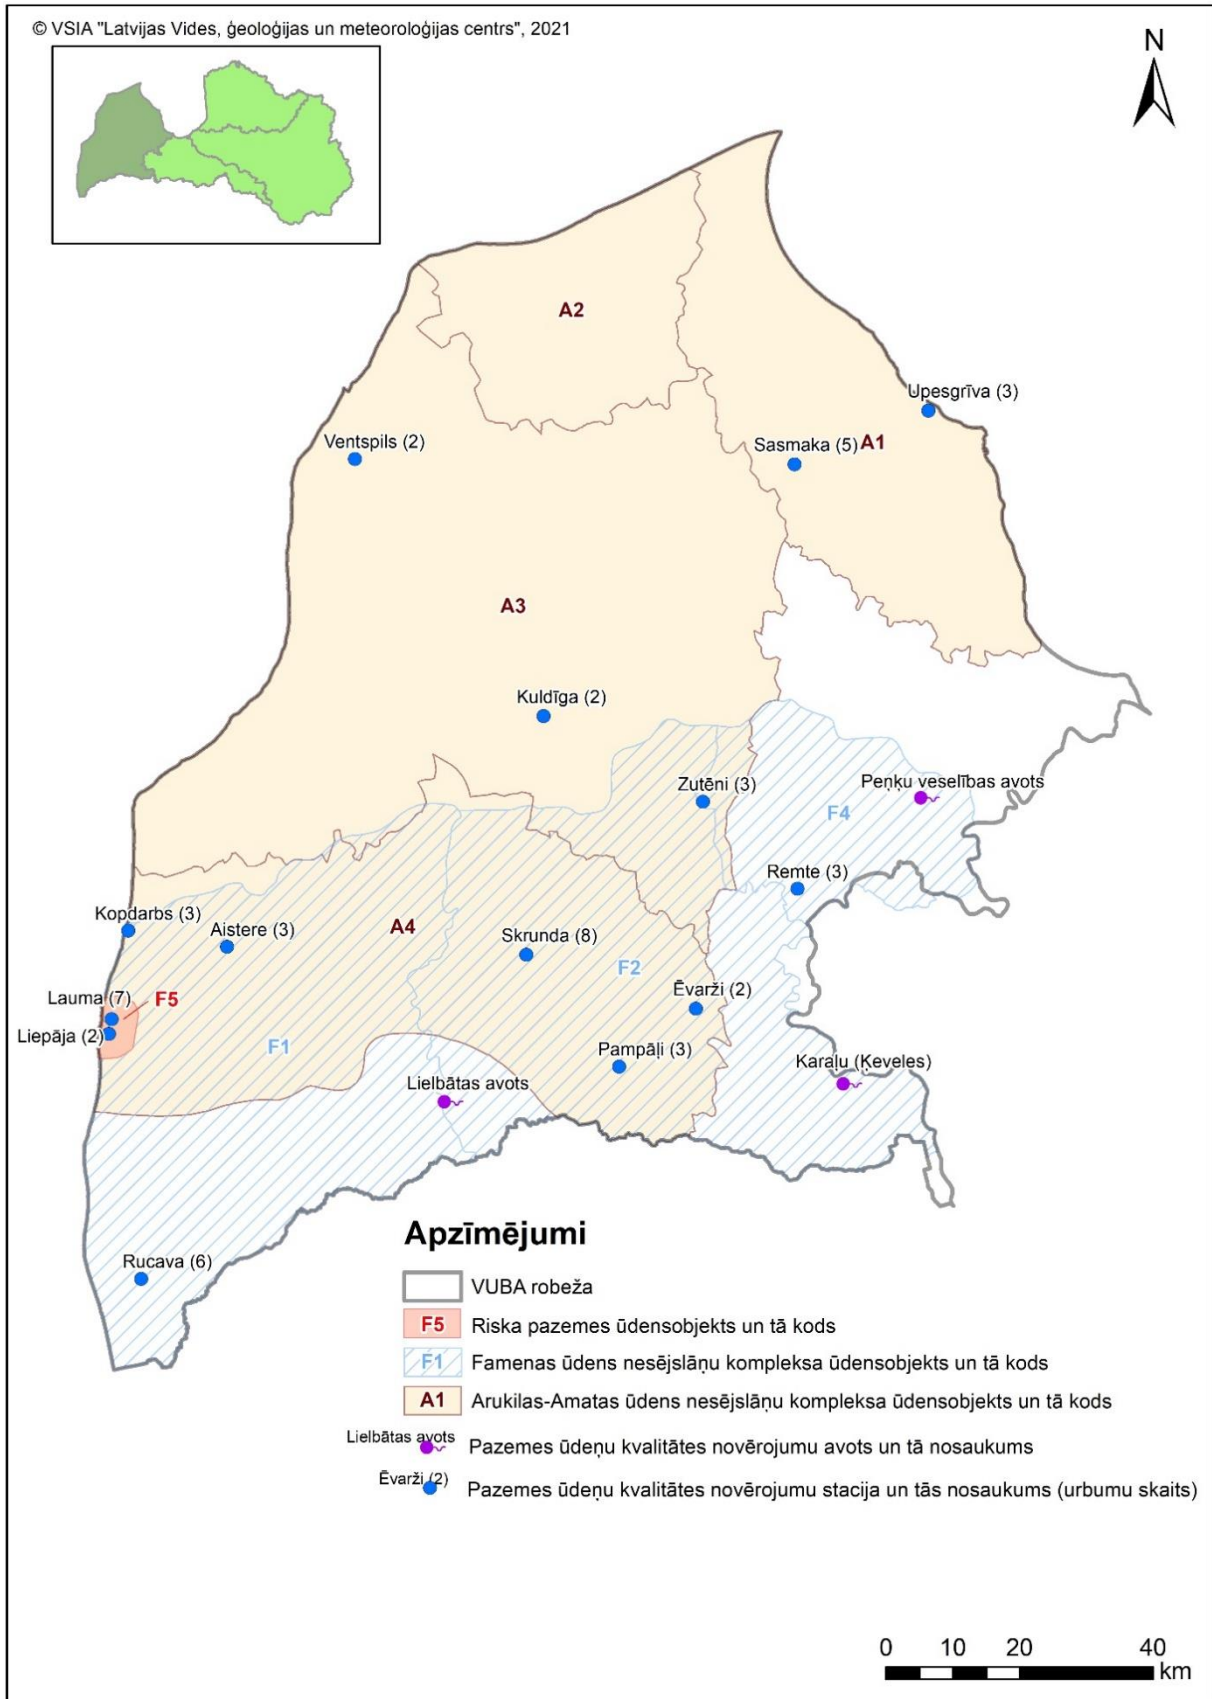 © VSIA "Latvijas Vides, ģeoloģijas un meteoroloģijas centrs", 2021
N
A2
Upesgrīva (3)
Ventspils (2)
Sasmaka (5)
A1
A3
Kuldīga (2)
Zutēni (3)
Peņķu veselības avots
F4
Remte (3)
Kopdarbs (3)
Aistere (3)
A4
Skrunda (8)
F2
Lauma (7)
F5
Ēvarži (2)
Liepāja (2)
F1
Pampāļi (3)
Lielbātas avots
Karaļu (Ķeveles)
Rucava (6)
Apzīmējumi
VUBA robeža
F5 Riska pazemes ūdensobjekts un tā kods
F1 Famenas ūdens nesējslāņu kompleksa ūdensobjekts un tā kods
A1 Arukilas-Amatas ūdens nesējslāņu kompleksa ūdensobjekts un tā kods
Lielbātas avots Pazemes ūdeņu kvalitātes novērojumu avots un tā nosaukums
Ēvarži (2) Pazemes ūdeņu kvalitātes novērojumu stacija un tās nosaukums (urbumu skaits)
0 10 20 40
km